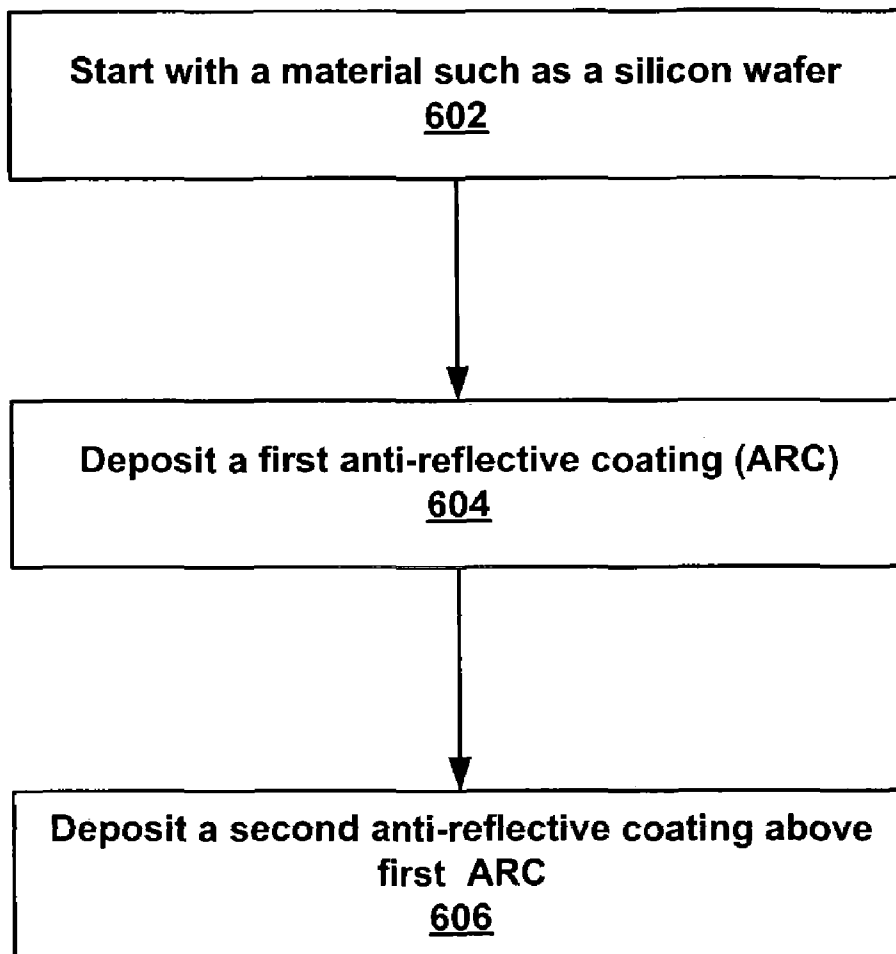 Start with a material such as a silicon wafer
602
Deposit a first anti-reflective coating (ARC)
604
Deposit a second anti-reflective coating above
first ARC
606